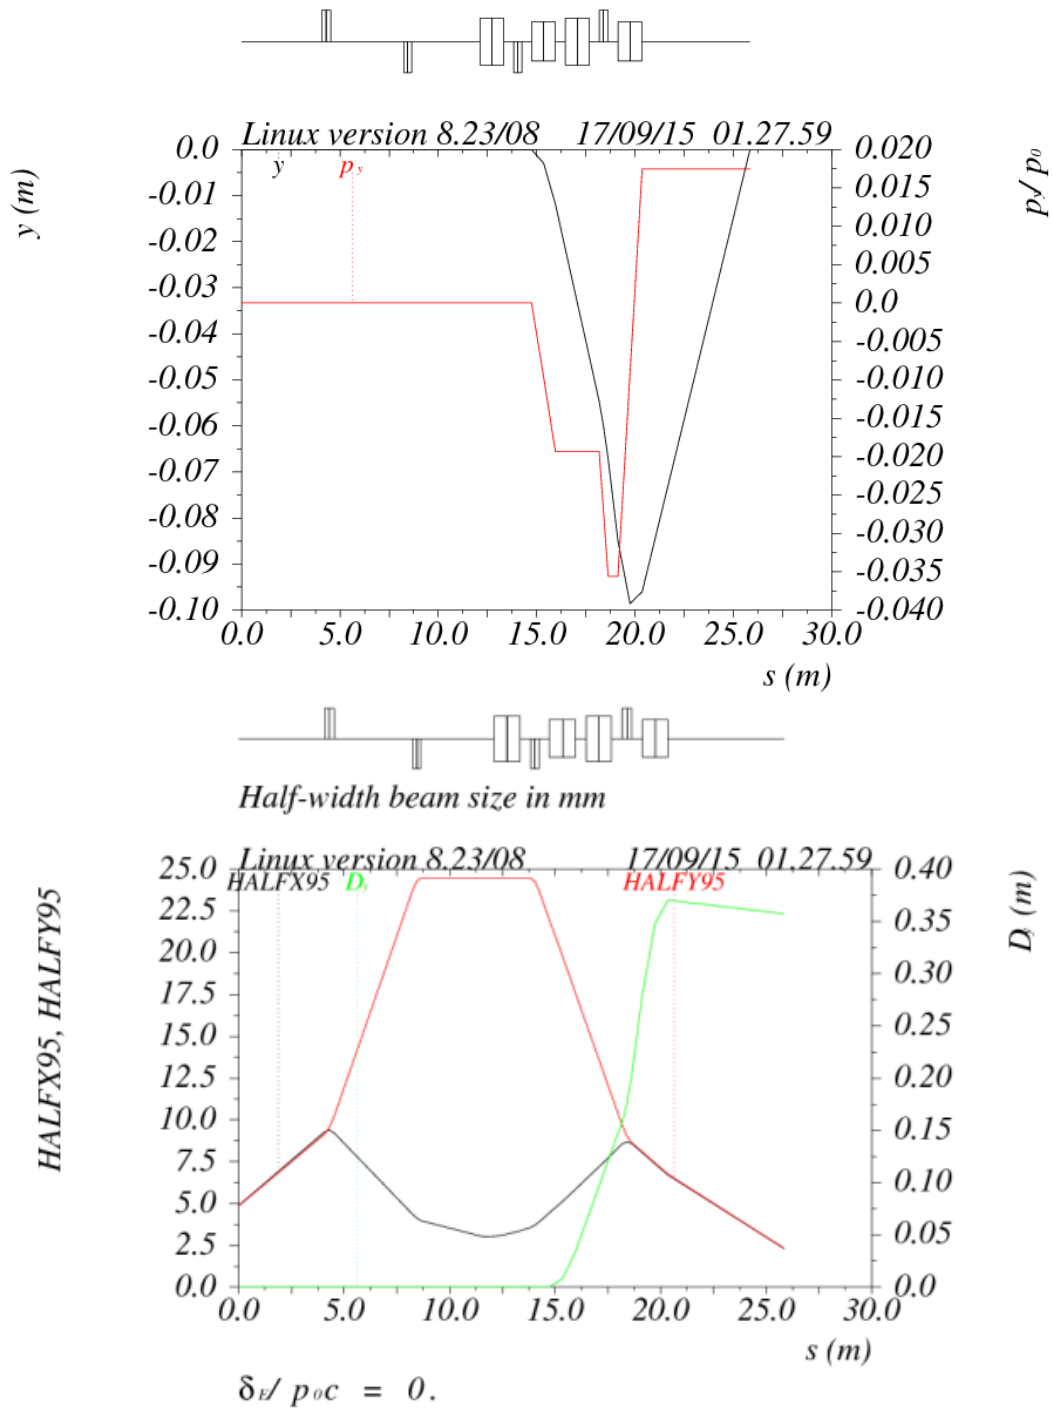 Linux version 8.23/08 17/09/15 01.27.59
y (m)
p y / p 0
y
p y
0.0
-0.01
-0.02
-0.03
-0.04
-0.05
-0.06
-0.07
-0.08
-0.09
-0.10
0.020
0.015
0.010
0.005
0.0
-0.005
-0.010
-0.015
-0.020
-0.025
-0.030
-0.035
-0.040
0.0 5.0 10.0 15.0 20.0 25.0 30.0
s (m)
Half-width beam size in mm
Linux version 8.23/08 17/09/15 01.27.59
HALFX95, HALFY95
D y (m)
HALFX95 D y HALFY95
25.0
22.5
20.0
17.5
15.0
12.5
10.0
7.5
5.0
2.5
0.0
0.40
0.35
0.30
0.25
0.20
0.15
0.10
0.05
0.0
0.0 5.0 10.0 15.0 20.0 25.0 30.0
s (m)
δ E / p 0 c = 0.